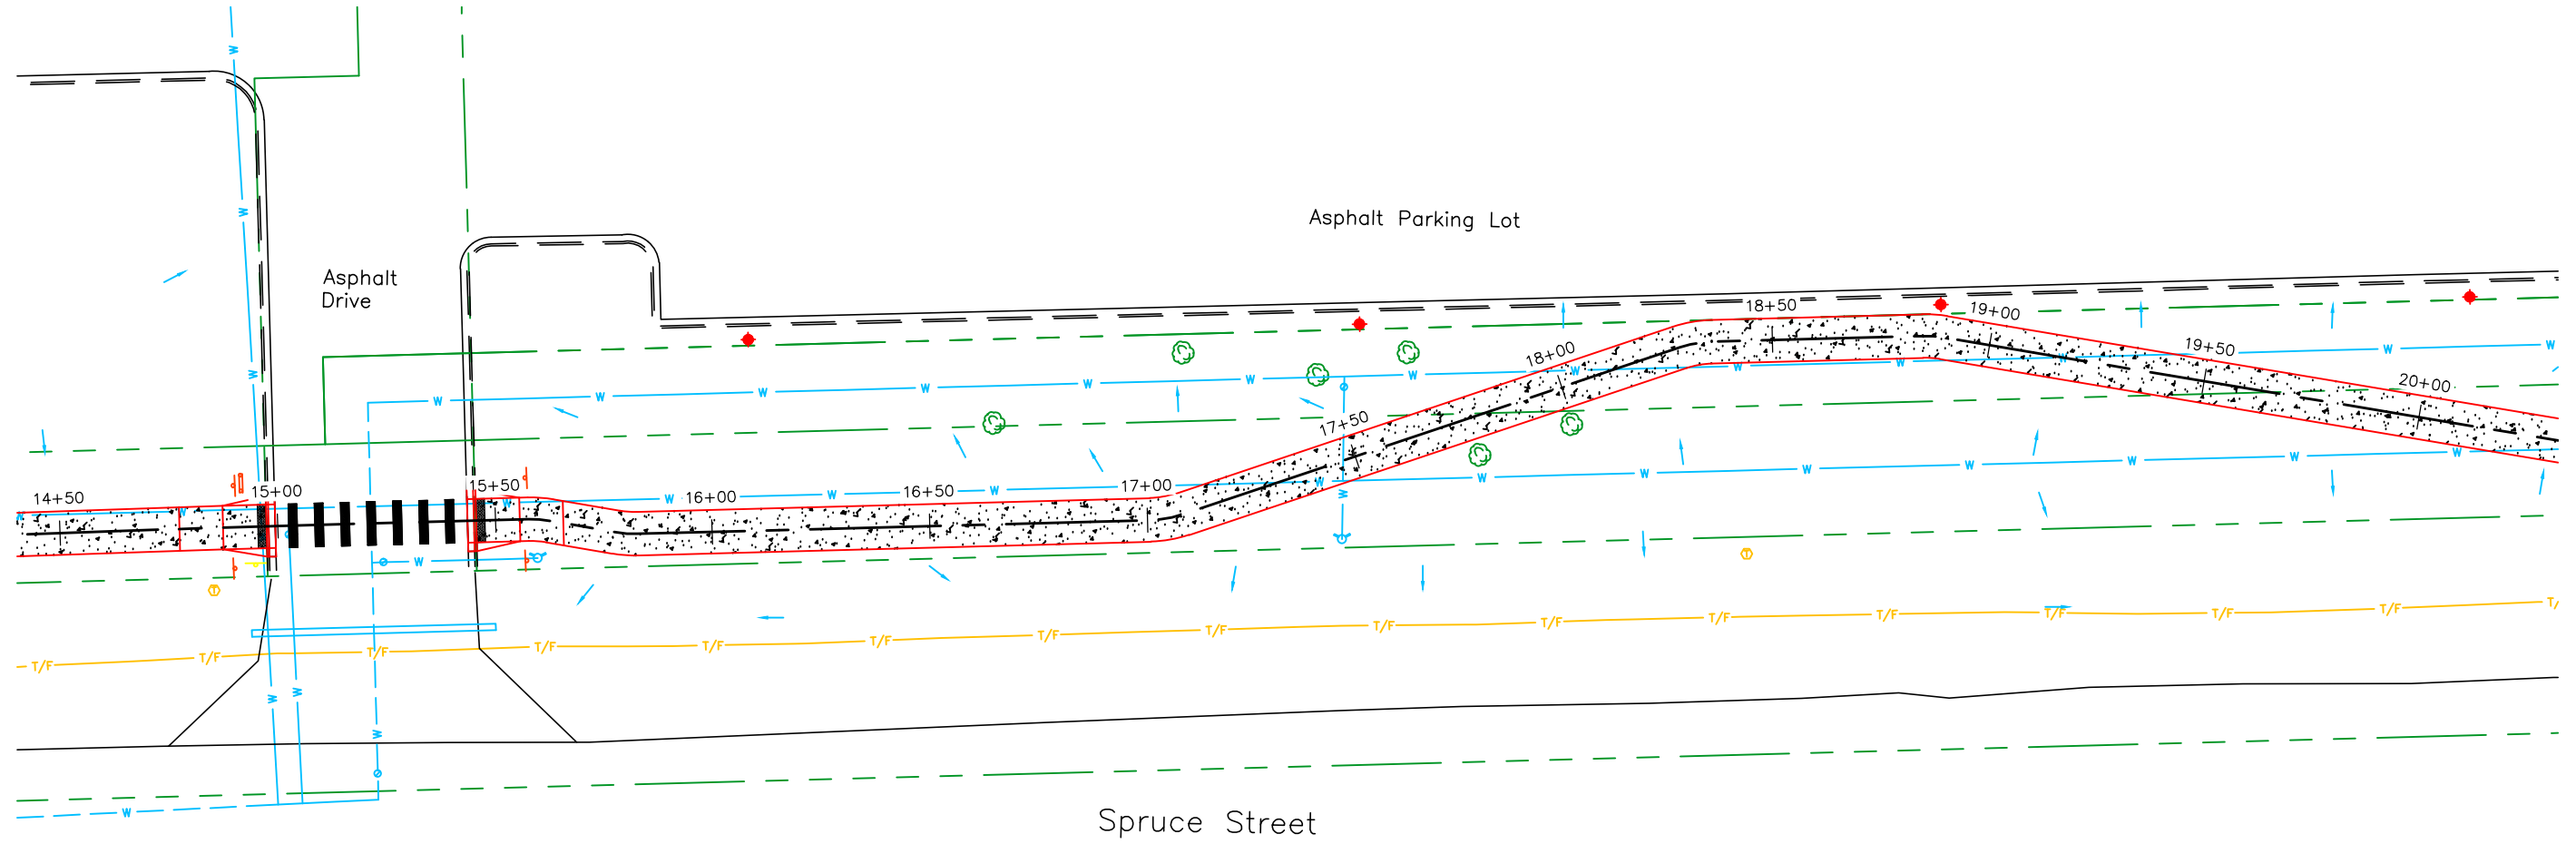 Asphalt Parking Lot
Asphalt
Drive
14+50
15+00
15+50
16+00
16+50
17+00
17+50
18+00
18+50
19+00
19+50
20+00
W W W W
W W W W W W W W W W W W W W
W W W W W W W W W W W W W W W
W
W
W W
W
W
T/F T/F T/F T/F T/F T/F T/F T/F T/F T/F T/F T/F T/F T/F T/F T/
T
T
Spruce Street